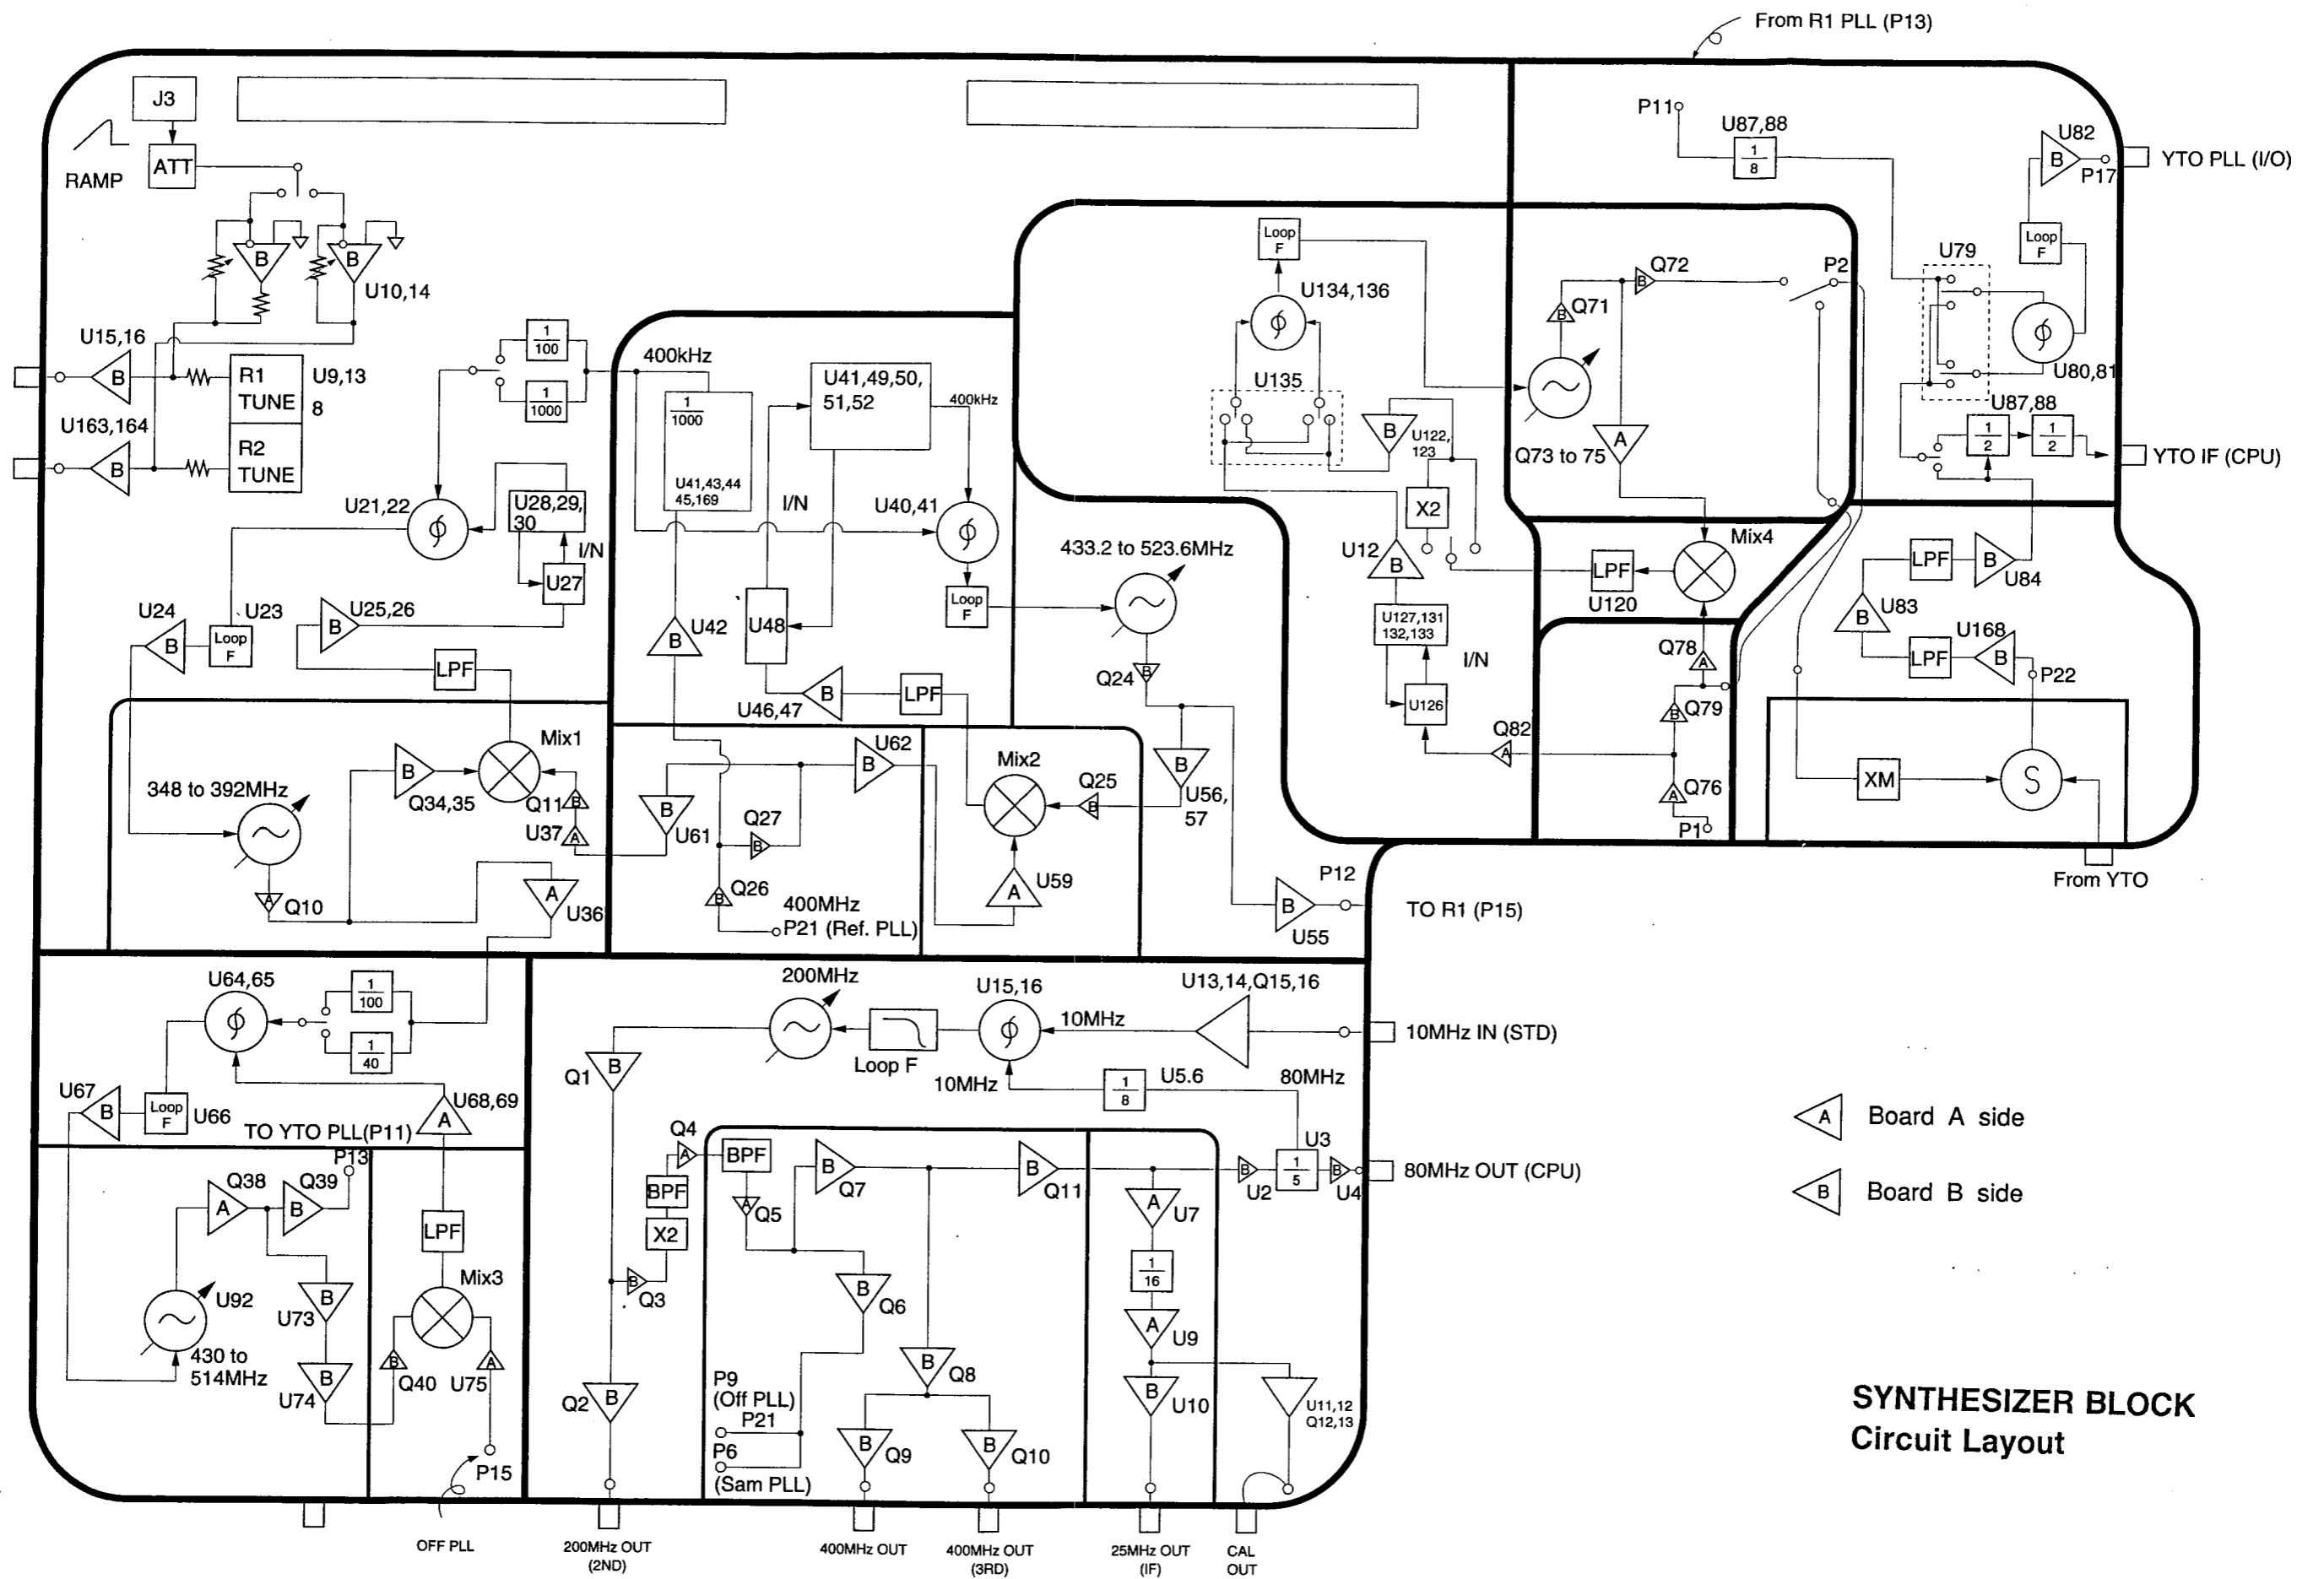 From R1 PLL (P13)
J3
ATT
RAMP
B
B
U10,14
U15,16
B
R1
TUNE
U9,13
8
U163,164
B
R2
TUNE
1
100
1
1000
400kHz
U21,22
U28,29,
30
I/N
U27
U24
B
U23
Loop
F
U25,26
B
LPF
348 to 392MHz
B
Q34,35
Mix1
Q11
B
U37
A
A
Q10
A
U36
1
1000
U41,43,44
45,169
U41,49,50,
51,52
400kHz
I/N
U40,41
U42
B
U48
Loop
F
U46,47
B
LPF
433.2 to 523.6MHz
Q24
B
B
U56,
57
Q25
B
Mix2
U62
B
B
U61
Q27
B
Q26
B
400MHz
P21 (Ref. PLL)
A
U59
B
U55
P12
TO R1 (P15)
Loop
F
U134,136
U135
B
U122,
123
X2
U12
B
U127,131
132,133
I/N
U126
Q82
A
Q71
B
Q72
B
P2
Q73 to 75
A
Mix4
LPF
U120
Q78
A
Q79
B
Q76
A
P1
P11
U87,88
1
8
U82
B
P17
YTO PLL (I/O)
Loop
F
U79
U80,81
U87,88
1
2
1
2
YTO IF (CPU)
LPF
B
U84
U83
B
LPF
U168
B
P22
XM
S
From YTO
U64,65
1
100
1
40
U67
B
Loop
F
U66
TO YTO PLL(P11)
A
U68,69
P13
Q38
A
Q39
B
LPF
U92
430 to
514MHz
B
U73
B
U74
Mix3
B
Q40
A
U75
P15
OFF PLL
200MHz
Loop F
U15,16
10MHz
U13,14,Q15,16
10MHz IN (STD)
10MHz
1
8
U5.6
80MHz
Q1
B
Q4
A
BPF
BPF
X2
B
Q3
A
Q5
B
Q7
B
Q11
B
U2
U3
1
5
B
U4
80MHz OUT (CPU)
A
U7
1
16
A
U9
B
U10
U11,12
Q12,13
B
Q6
B
Q8
Q2
B
P9
(Off PLL)
P21
P6
(Sam PLL)
B
Q9
B
Q10
200MHz OUT
(2ND)
400MHz OUT
400MHz OUT
(3RD)
25MHz OUT
(IF)
CAL
OUT
A
Board A side
B
Board B side
SYNTHESIZER BLOCK
Circuit Layout